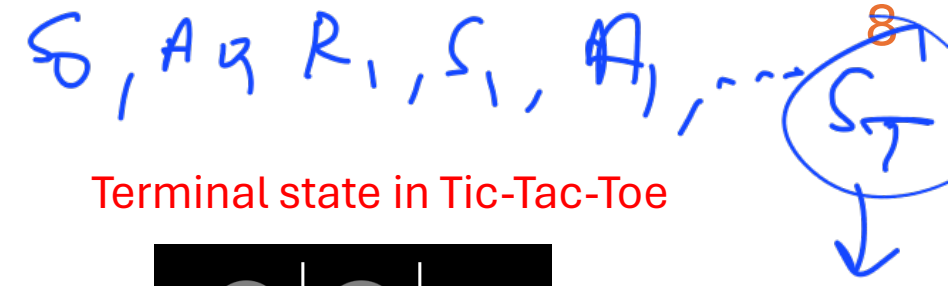 S0, A0, R1, S1, A1, ... ST
8
Terminal state in Tic-Tac-Toe